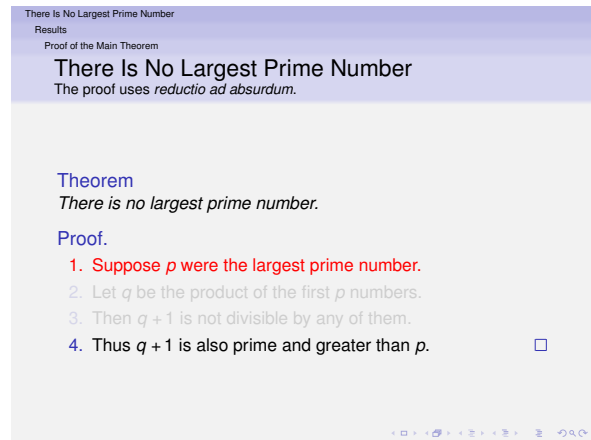 There Is No Largest Prime Number
Results
Proof of the Main Theorem
There Is No Largest Prime Number
The proof uses reductio ad absurdum.
Theorem
There is no largest prime number.
Proof.
1. Suppose p were the largest prime number.
2. Let q be the product of the first p numbers.
3. Then q + 1 is not divisible by any of them.
4. Thus q + 1 is also prime and greater than p. □